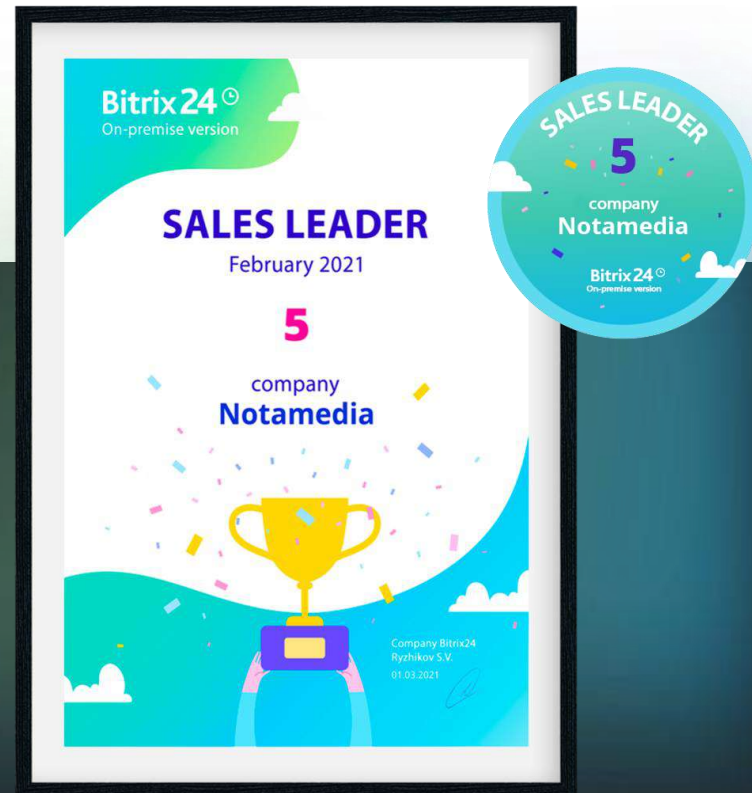 Bitrix24
On-premise version
SALES LEADER
February 2021
5
company
Notamedia
Company Bitrix24
Ryzhikov S.V.
01.03.2021
SALES LEADER
5
company
Notamedia
Bitrix24
On-premise version